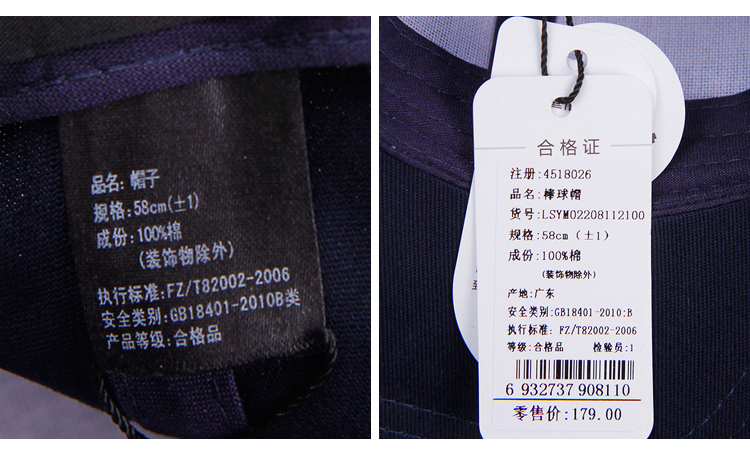 品名: 帽子
规格: 58cm(±1)
成份: 100%棉
(装饰物除外)
执行标准: FZ/T82002-2006
安全类别: GB18401-2010B类
产品等级: 合格品
合格证
注册:4518026
品名: 棒球帽
货号:LSYM02208112100
规格:58cm (±1)
成份:100%棉
(装饰物除外)
产地:广东
安全类别:GB18401-2010:B
执行标准: FZ/T82002-2006
等级:合格品 检验员:1
6 932737 908110
零售价:179.00